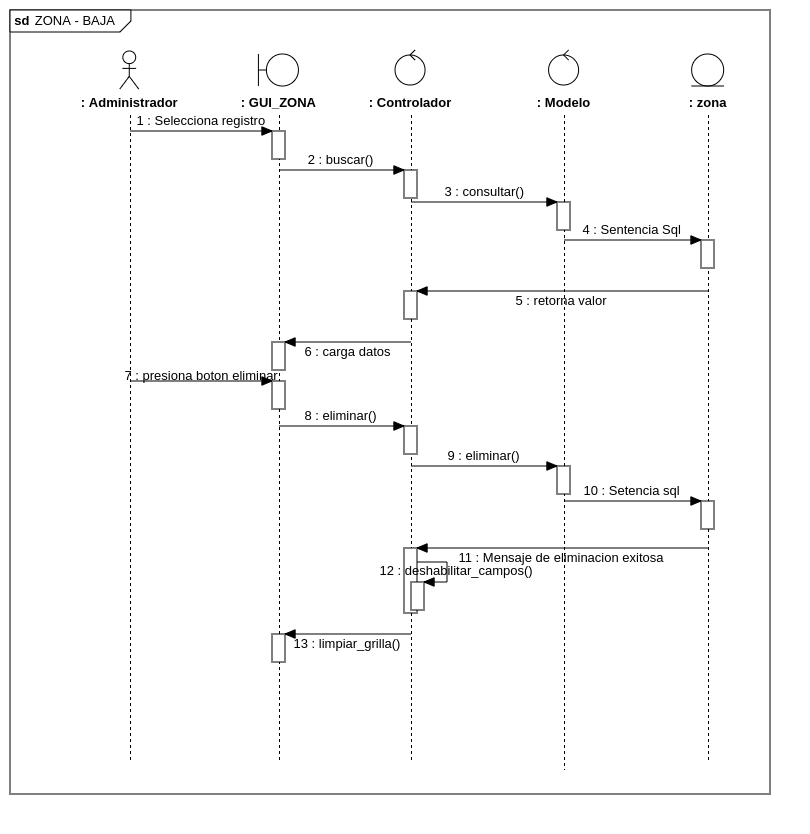 sd ZONA - BAJA
: Administrador
: GUI_ZONA
: Controlador
: Modelo
: zona
1 : Selecciona registro
2 : buscar()
3 : consultar()
4 : Sentencia Sql
5 : retorna valor
6 : carga datos
7 : presiona boton eliminar
8 : eliminar()
9 : eliminar()
10 : Setencia sql
11 : Mensaje de eliminacion exitosa
12 : deshabilitar_campos()
13 : limpiar_grilla()